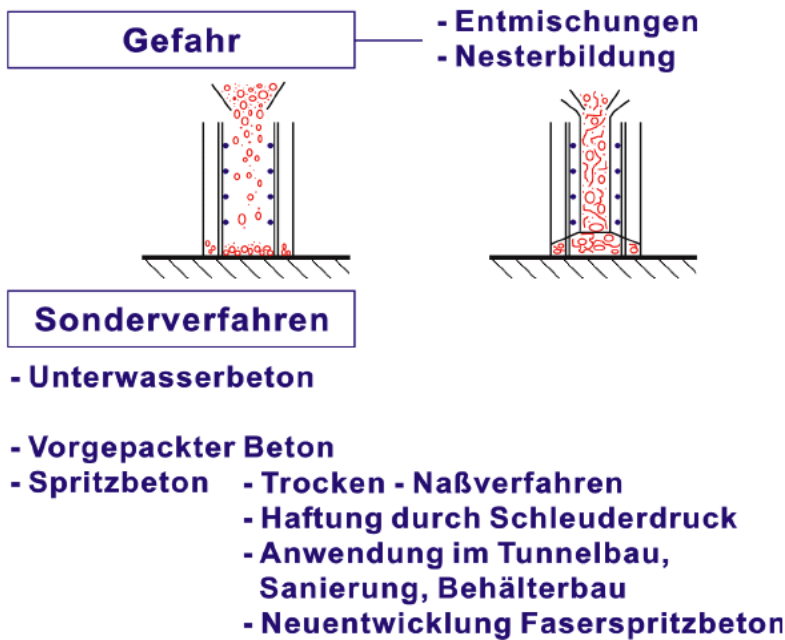 Gefahr
- Entmischungen
- Nesterbildung
Sonderverfahren
- Unterwasserbeton
- Vorgepackter Beton
- Spritzbeton - Trocken - Naßverfahren
- Haftung durch Schleuderdruck
- Anwendung im Tunnelbau,
Sanierung, Behälterbau
- Neuentwicklung Faserspritzbeton